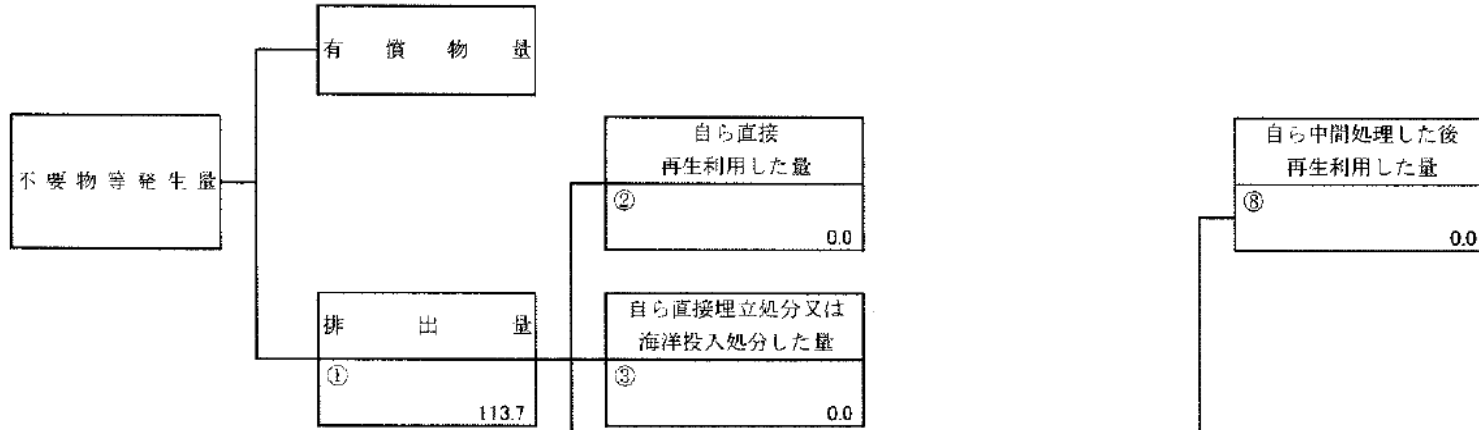 有償物量
不要物等発生量
自ら直接
再生利用した量
②
0.0
自ら中間処理した後
再生利用した量
⑧
0.0
排出量
①
113.7
自ら直接埋立処分又は
海洋投入処分した量
③
0.0